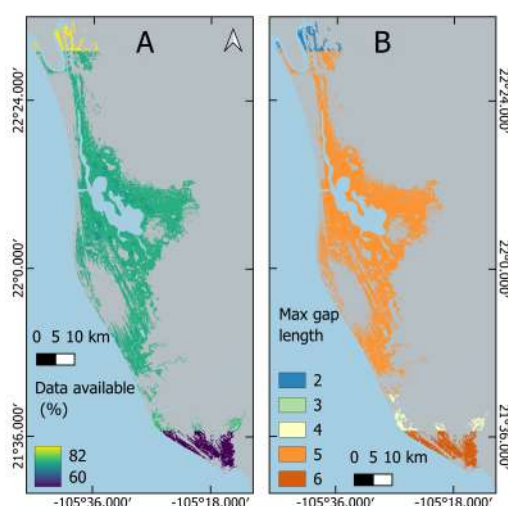 A
B
22°24.000'
22°0.000'
21°36.000'
0 5 10 km
Data available
(%)
82
60
-105°36.000' -105°18.000'
22°24.000'
22°0.000'
21°36.000'
Max gap
length
2
3
4
5
6
0 5 10 km
-105°36.000' -105°18.000'